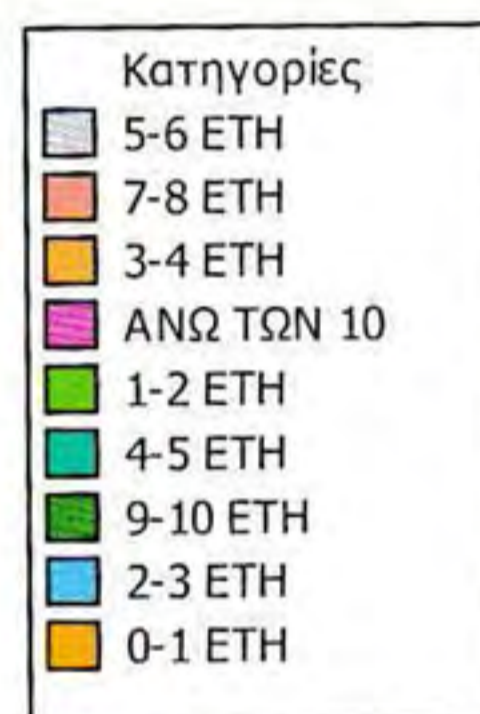 Κατηγορίες
5-6 ΕΤΗ
7-8 ΕΤΗ
3-4 ΕΤΗ
ΑΝΩ ΤΩΝ 10
1-2 ΕΤΗ
4-5 ΕΤΗ
9-10 ΕΤΗ
2-3 ΕΤΗ
0-1 ΕΤΗ